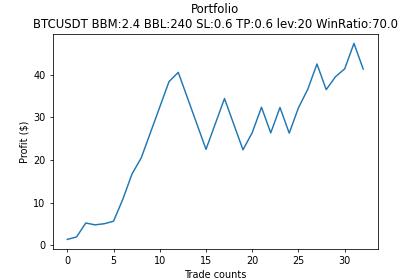 Portfolio
BTCUSDT BBM:2.4 BBL:240 SL:0.6 TP:0.6 lev:20 WinRatio:70.0
40
30
20
10
0
Profit ($)
0 5 10 15 20 25 30
Trade counts